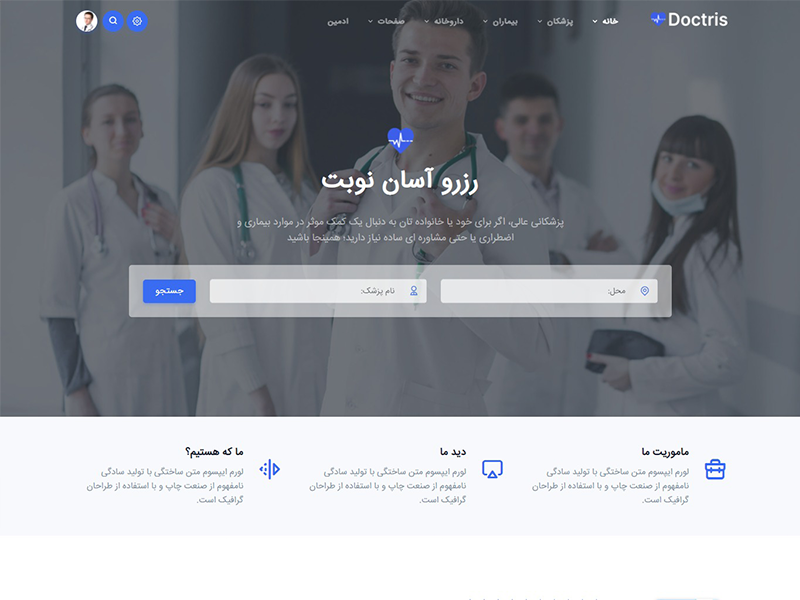 Doctris
خانه
پزشکان
بیماران
داروخانه
صفحات
ادمین
رزرو آسان نوبت
پزشکانی عالی، اگر برای خود یا خانواده تان به دنبال یک کمک موثر در موارد بیماری و
اضطراری یا حتی مشاوره ای ساده نیاز دارید؛ همینجا باشید
محل:
نام پزشک:
جستجو
ماموریت ما
لورم ایپسوم متن ساختگی با تولید سادگی
نامفهوم از صنعت چاپ و با استفاده از طراحان
گرافیک است.
دید ما
لورم ایپسوم متن ساختگی با تولید سادگی
نامفهوم از صنعت چاپ و با استفاده از طراحان
گرافیک است.
ما که هستیم؟
لورم ایپسوم متن ساختگی با تولید سادگی
نامفهوم از صنعت چاپ و با استفاده از طراحان
گرافیک است.